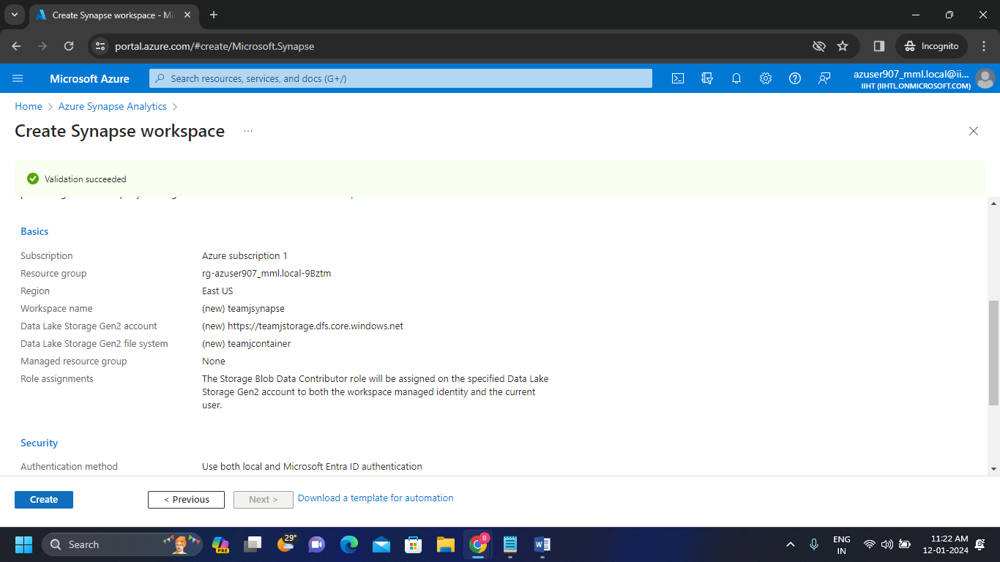 Create Synapse workspace - Mi
portal.azure.com/#create/Microsoft.Synapse
Incognito
Microsoft Azure
Search resources, services, and docs (G+/)
azuser907_mml.local@ii...
IIHT (IIHTL.ONMICROSOFT.COM)
Home > Azure Synapse Analytics >
Create Synapse workspace ...
Validation succeeded
Basics
Subscription Azure subscription 1
Resource group rg-azuser907_mml.local-9Bztm
Region East US
Workspace name (new) teamjsynapse
Data Lake Storage Gen2 account (new) https://teamjstorage.dfs.core.windows.net
Data Lake Storage Gen2 file system (new) teamjcontainer
Managed resource group None
Role assignments The Storage Blob Data Contributor role will be assigned on the specified Data Lake
Storage Gen2 account to both the workspace managed identity and the current
user.
Security
Authentication method Use both local and Microsoft Entra ID authentication
Create < Previous Next > Download a template for automation
Search PRE 29° 8 ENG 11:22 AM
IN 12-01-2024